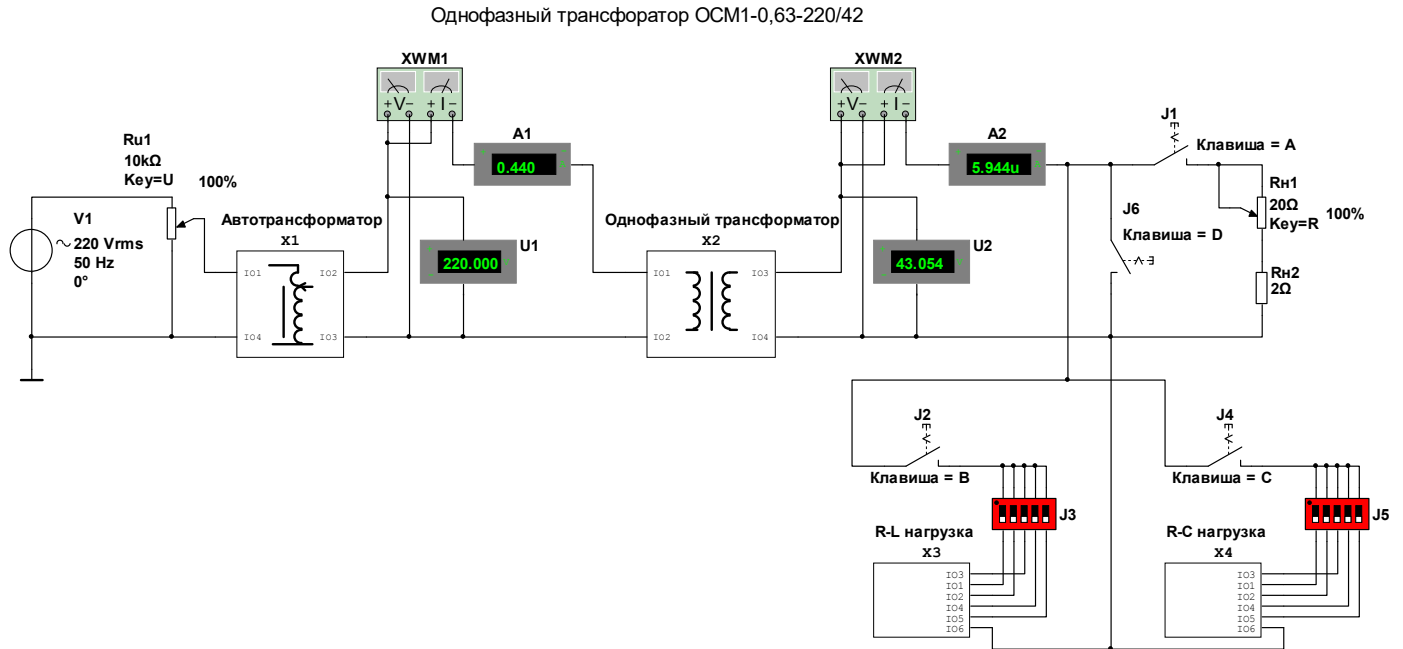 Однофазный трансфоратор ОСМ1-0,63-220/42
XWM1
XWM2
+V− +I−
+V− +I−
J1
Клавиша = A
A1
0.440
A2
5.944u
Ru1
10kΩ
Key=U
100%
Rн1
20Ω
Key=R
100%
V1
220 Vrms
50 Hz
0°
Автотрансформатор
X1
IO1
IO2
IO4
IO3
U1
220.000
Однофазный трансформатор
X2
IO1
IO3
IO2
IO4
U2
43.054
J6
Клавиша = D
Rн2
2Ω
J2
Клавиша = B
J4
Клавиша = C
J3
J5
R-L нагрузка
X3
IO3
IO1
IO2
IO4
IO5
IO6
R-C нагрузка
X4
IO3
IO1
IO2
IO4
IO5
IO6